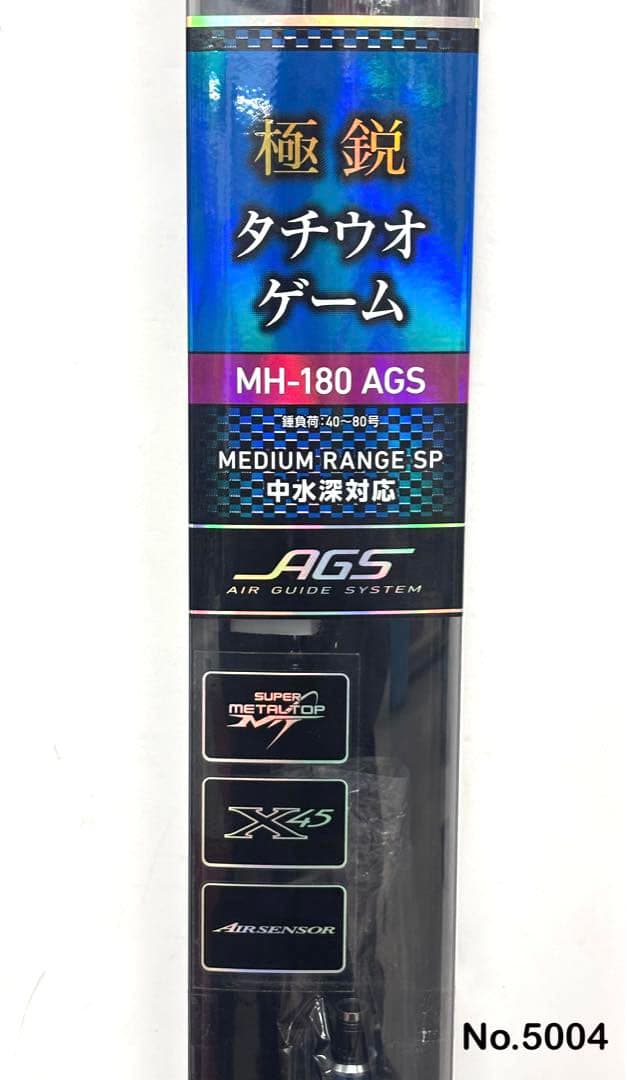 極鋭
タチウオ
ゲーム
MH-180 AGS
錘負荷:40〜80号
MEDIUM RANGE SP
中水深対応
AGS
AIR GUIDE SYSTEM
SUPER
METAL-TOP
MT
X45
AIRSENSOR
No.5004